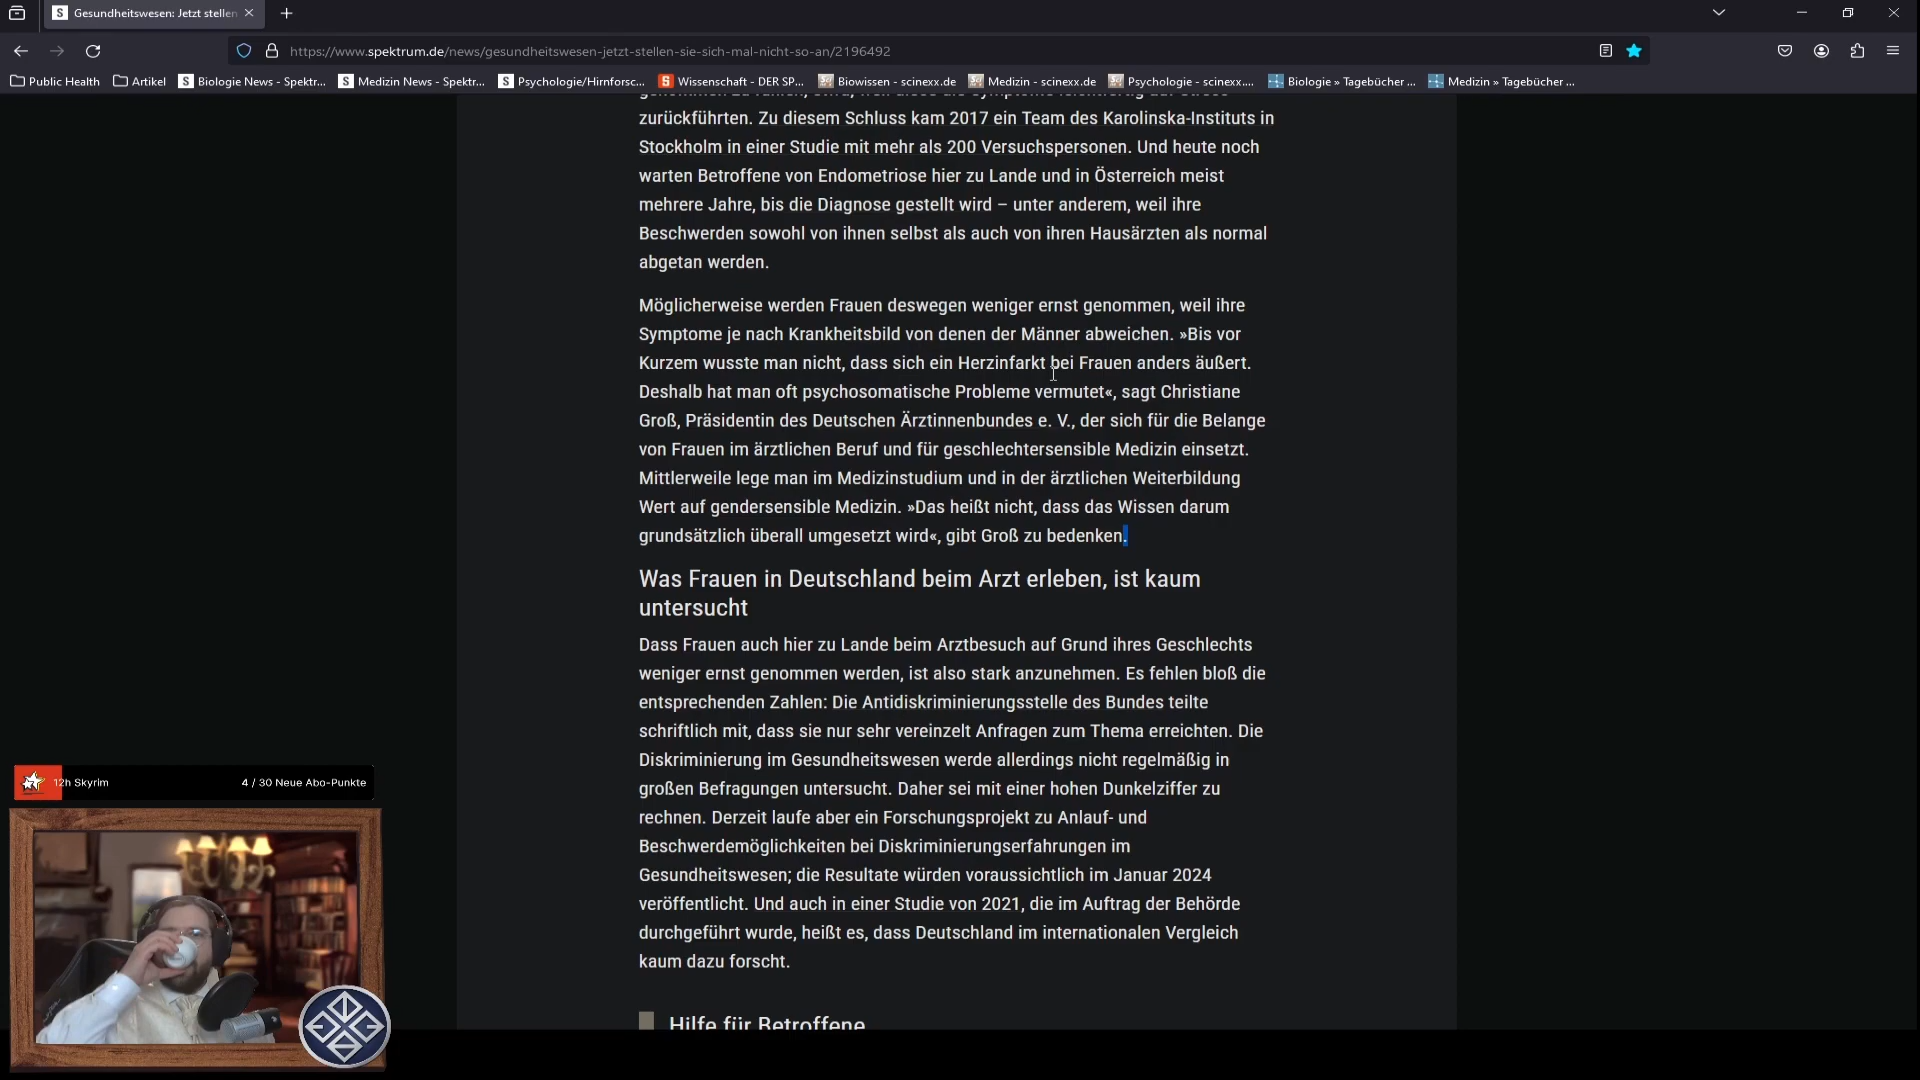 Gesundheitswesen: Jetzt stellen
https://www.spektrum.de/news/gesundheitswesen-jetzt-stellen-sie-sich-mal-nicht-so-an/2196492
Public Health Artikel Biologie News - Spektr... Medizin News - Spektr... Psychologie/Hirnforsc... Wissenschaft - DER SP... Biowissen - scinexx.de Medizin - scinexx.de Psychologie - scinexx.... Biologie » Tagebücher ... Medizin » Tagebücher ...
zurückführten. Zu diesem Schluss kam 2017 ein Team des Karolinska-Instituts in
Stockholm in einer Studie mit mehr als 200 Versuchspersonen. Und heute noch
warten Betroffene von Endometriose hier zu Lande und in Österreich meist
mehrere Jahre, bis die Diagnose gestellt wird – unter anderem, weil ihre
Beschwerden sowohl von ihnen selbst als auch von ihren Hausärzten als normal
abgetan werden.
Möglicherweise werden Frauen deswegen weniger ernst genommen, weil ihre
Symptome je nach Krankheitsbild von denen der Männer abweichen. »Bis vor
Kurzem wusste man nicht, dass sich ein Herzinfarkt bei Frauen anders äußert.
Deshalb hat man oft psychosomatische Probleme vermutet«, sagt Christiane
Groß, Präsidentin des Deutschen Ärztinnenbundes e. V., der sich für die Belange
von Frauen im ärztlichen Beruf und für geschlechtersensible Medizin einsetzt.
Mittlerweile lege man im Medizinstudium und in der ärztlichen Weiterbildung
Wert auf gendersensible Medizin. »Das heißt nicht, dass das Wissen darum
grundsätzlich überall umgesetzt wird«, gibt Groß zu bedenken.
Was Frauen in Deutschland beim Arzt erleben, ist kaum
untersucht
Dass Frauen auch hier zu Lande beim Arztbesuch auf Grund ihres Geschlechts
weniger ernst genommen werden, ist also stark anzunehmen. Es fehlen bloß die
entsprechenden Zahlen: Die Antidiskriminierungsstelle des Bundes teilte
schriftlich mit, dass sie nur sehr vereinzelt Anfragen zum Thema erreichten. Die
Diskriminierung im Gesundheitswesen werde allerdings nicht regelmäßig in
großen Befragungen untersucht. Daher sei mit einer hohen Dunkelziffer zu
rechnen. Derzeit laufe aber ein Forschungsprojekt zu Anlauf- und
Beschwerdemöglichkeiten bei Diskriminierungserfahrungen im
Gesundheitswesen; die Resultate würden voraussichtlich im Januar 2024
veröffentlicht. Und auch in einer Studie von 2021, die im Auftrag der Behörde
durchgeführt wurde, heißt es, dass Deutschland im internationalen Vergleich
kaum dazu forscht.
Hilfe für Betroffene
12h Skyrim 4 / 30 Neue Abo-Punkte